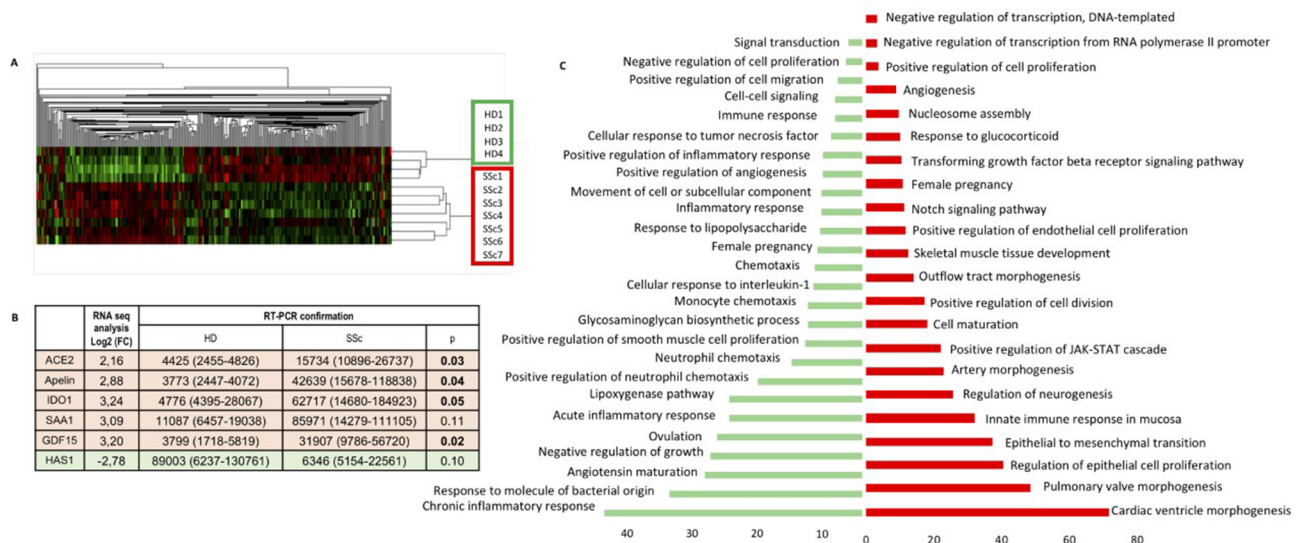 A
HD1
HD2
HD3
HD4
SSc1
SSc2
SSc3
SSc4
SSc5
SSc6
SSc7
B
RNA seq analysis Log2 (FC)
RT-PCR confirmation
HD SSc p
ACE2 2,16 4425 (2455-4826) 15734 (10896-26737) 0.03
Apelin 2,88 3773 (2447-4072) 42639 (15678-118838) 0.04
IDO1 3,24 4776 (4395-28067) 62717 (14680-184923) 0.05
SAA1 3,09 11087 (6457-19038) 85971 (14279-111105) 0.11
GDF15 3,20 3799 (1718-5819) 31907 (9786-56720) 0.02
HAS1 -2,78 89003 (6237-130761) 6346 (5154-22561) 0.10
C
Signal transduction
Negative regulation of cell proliferation
Positive regulation of cell migration
Cell-cell signaling
Immune response
Cellular response to tumor necrosis factor
Positive regulation of inflammatory response
Positive regulation of angiogenesis
Movement of cell or subcellular component
Inflammatory response
Response to lipopolysaccharide
Female pregnancy
Chemotaxis
Cellular response to interleukin-1
Monocyte chemotaxis
Glycosaminoglycan biosynthetic process
Positive regulation of smooth muscle cell proliferation
Neutrophil chemotaxis
Positive regulation of neutrophil chemotaxis
Lipoxygenase pathway
Acute inflammatory response
Ovulation
Negative regulation of growth
Angiotensin maturation
Response to molecule of bacterial origin
Chronic inflammatory response
40 30 20 10
Negative regulation of transcription, DNA-templated
Negative regulation of transcription from RNA polymerase II promoter
Positive regulation of cell proliferation
Angiogenesis
Nucleosome assembly
Response to glucocorticoid
Transforming growth factor beta receptor signaling pathway
Female pregnancy
Notch signaling pathway
Positive regulation of endothelial cell proliferation
Skeletal muscle tissue development
Outflow tract morphogenesis
Positive regulation of cell division
Cell maturation
Positive regulation of JAK-STAT cascade
Artery morphogenesis
Regulation of neurogenesis
Innate immune response in mucosa
Epithelial to mesenchymal transition
Regulation of epithelial cell proliferation
Pulmonary valve morphogenesis
Cardiac ventricle morphogenesis
0 20 40 60 80